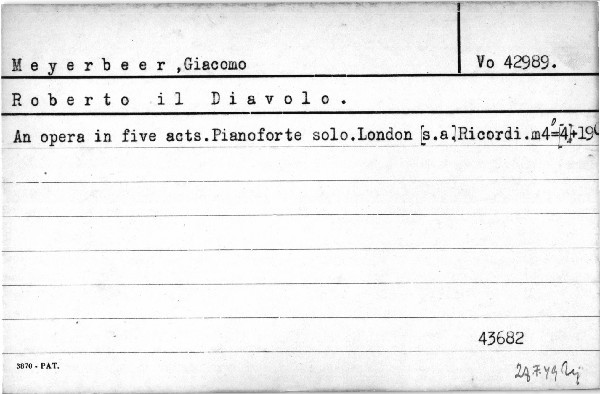 Meyerbeer,Giacomo
Vo 42989.
Roberto il Diavolo.
An opera in five acts.Pianoforte solo.London [s.a.]Ricordi.m4°=[4]+19
43682
3870 - PAT.